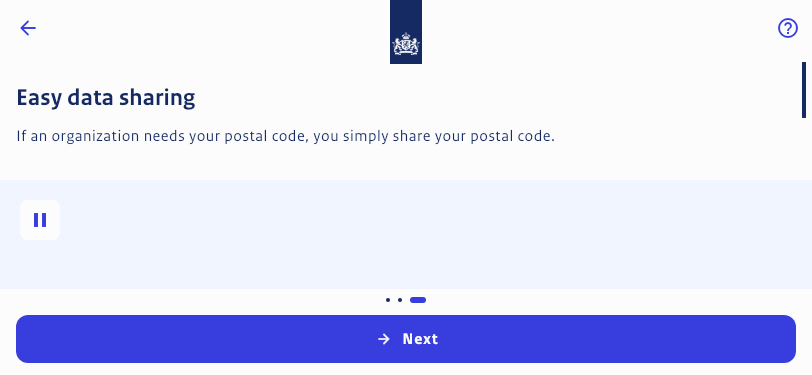 Easy data sharing
If an organization needs your postal code, you simply share your postal code.
Next